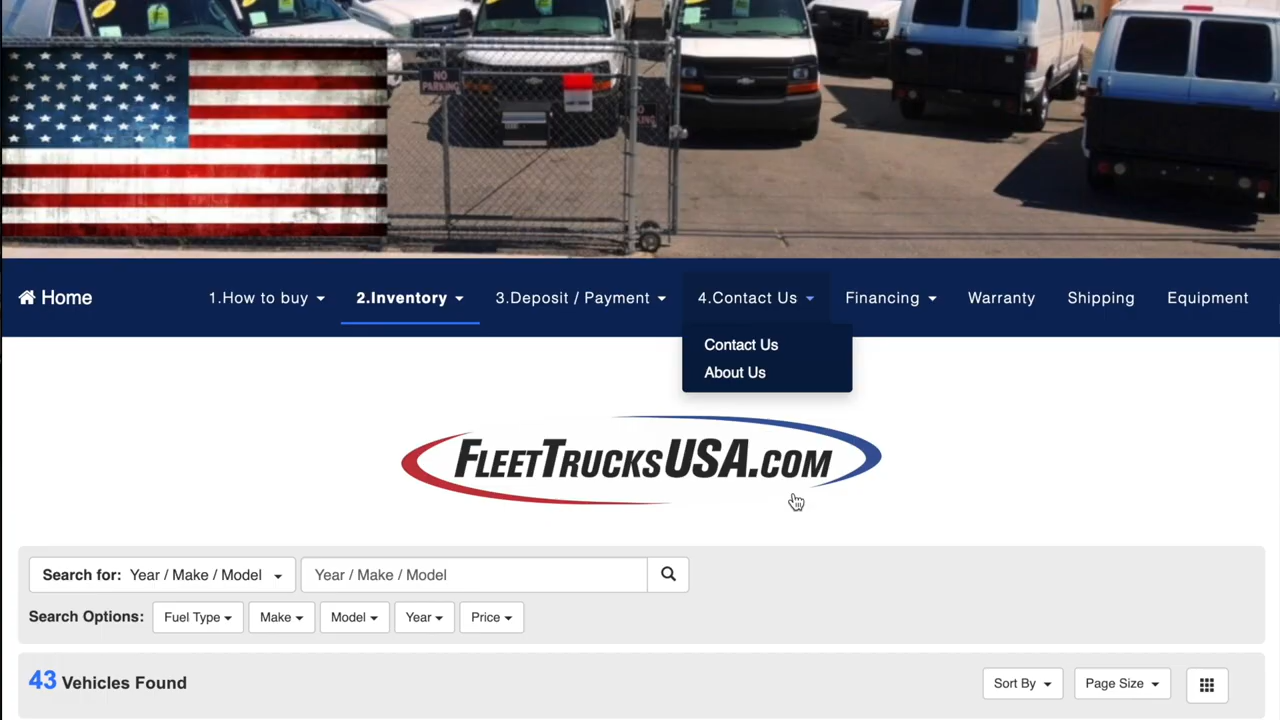 NO
PARKING
Home
1.How to buy
2.Inventory
3.Deposit / Payment
4.Contact Us
Financing
Warranty
Shipping
Equipment
Contact Us
About Us
FLEETTRUCKSUSA.COM
Search for: Year / Make / Model
Year / Make / Model
Search Options:
Fuel Type
Make
Model
Year
Price
43 Vehicles Found
Sort By
Page Size